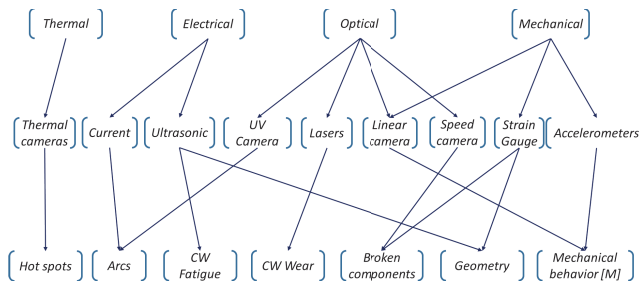 Thermal
Electrical
Optical
Mechanical
Thermal
cameras
Current
Ultrasonic
UV
Camera
Lasers
Linear
camera
Speed
camera
Strain
Gauge
Accelerometers
Hot spots
Arcs
CW
Fatigue
CW Wear
Broken
components
Geometry
Mechanical
behavior [M]